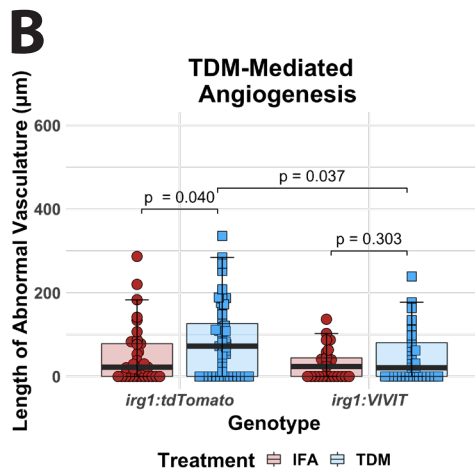 B
TDM-Mediated
Angiogenesis
Length of Abnormal Vasculature (μm)
600
400
200
0
p = 0.037
p = 0.040
p = 0.303
irg1:tdTomato
irg1:VIVIT
Genotype
Treatment IFA TDM